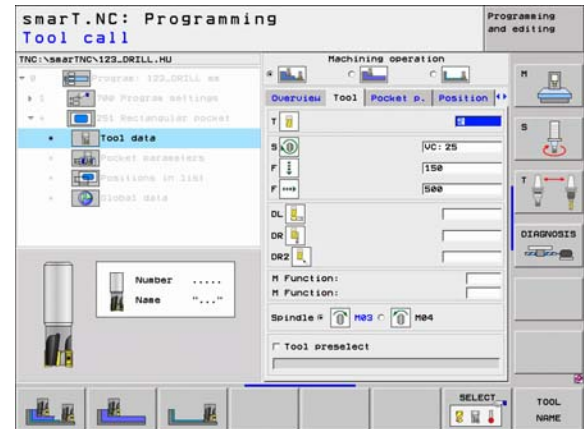 smarT.NC: Programming
Tool call
Programming
and editing
TNC:\smarTNC\123_DRILL.HU
0 Program: 123_DRILL mm
1 700 Program settings
251 Rectangular pocket
Tool data
Pocket parameters
Positions in list
Global data
Number .....
Name "..."
Machining operation
Overview Tool Pocket p. Position
T
S VC: 25
F 150
F 500
DL
DR
DR2
M Function:
M Function:
Spindle M03 M04
Tool preselect
M
S
T
DIAGNOSIS
SELECT
TOOL
NAME